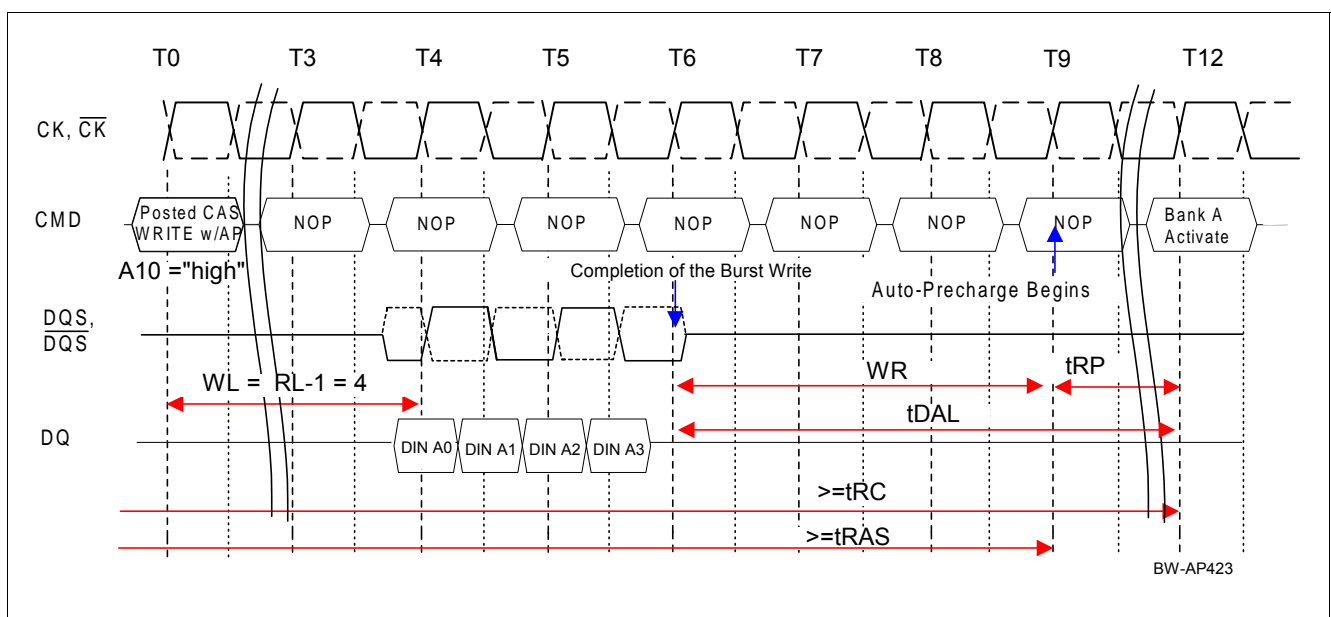 T0 T3 T4 T5 T6 T7 T8 T9 T12
CK, CK
CMD
Posted CAS
WRITE w/AP
NOP NOP NOP NOP NOP NOP NOP
Bank A
Activate
A10 ="high"
Completion of the Burst Write
Auto-Precharge Begins
DQS,
DQS
WL = RL-1 = 4
WR
tRP
tDAL
DQ
DIN A0 DIN A1 DIN A2 DIN A3
>=tRC
>=tRAS
BW-AP423